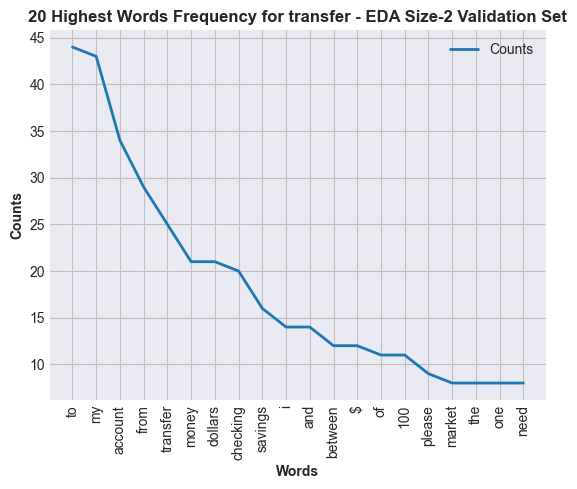 20 Highest Words Frequency for transfer - EDA Size-2 Validation Set
Counts
45
40
35
30
25
20
15
10
Counts
to
my
account
from
transfer
money
dollars
checking
savings
i
and
between
$
of
100
please
market
the
one
need
Words